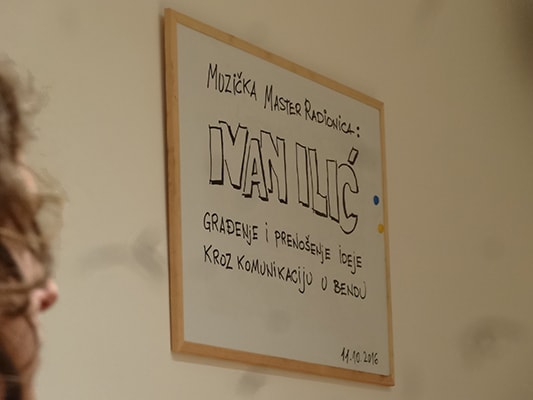 MUZIČKA MASTER RADIONICA:
IVAN ILIĆ
GRAĐENJE I PRENOŠENJE IDEJE
KROZ KOMUNIKACIJU U BENDU
11.10.2016